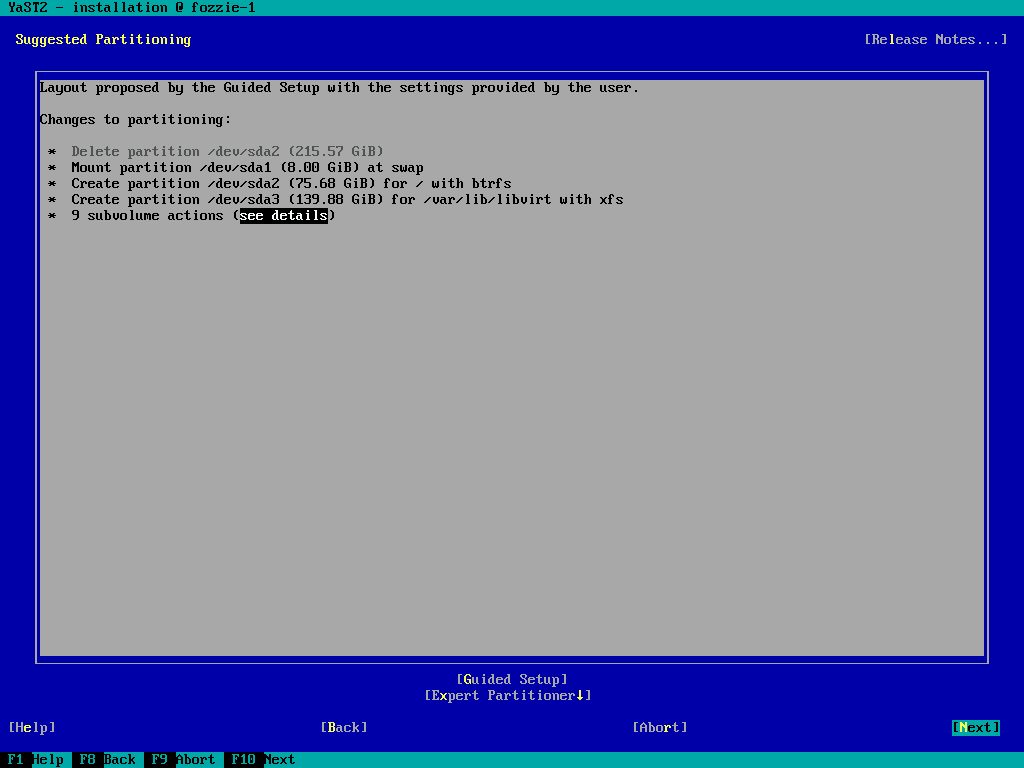 YaST2 - installation @ fozzie-1
Suggested Partitioning [Release Notes...]
Layout proposed by the Guided Setup with the settings provided by the user.
Changes to partitioning:
* Delete partition /dev/sda2 (215.57 GiB)
* Mount partition /dev/sda1 (8.00 GiB) at swap
* Create partition /dev/sda2 (75.68 GiB) for / with btrfs
* Create partition /dev/sda3 (139.88 GiB) for /var/lib/libvirt with xfs
* 9 subvolume actions (see details)
[Guided Setup]
[Expert Partitioner↓]
[Help] [Back] [Abort] [Next]
F1 Help F8 Back F9 Abort F10 Next